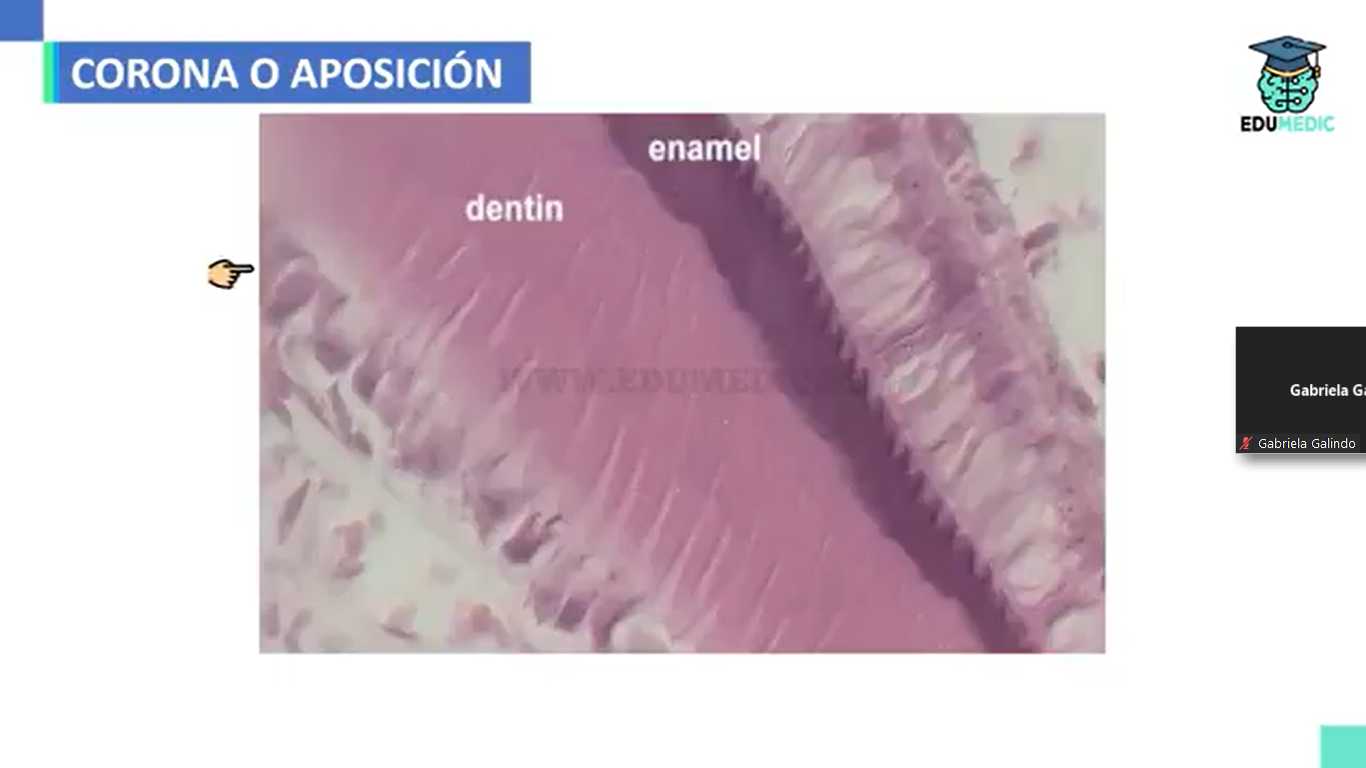 CORONA O APOSICIÓN
EDUMEDIC
enamel
dentin
Gabriela Ga
Gabriela Galindo